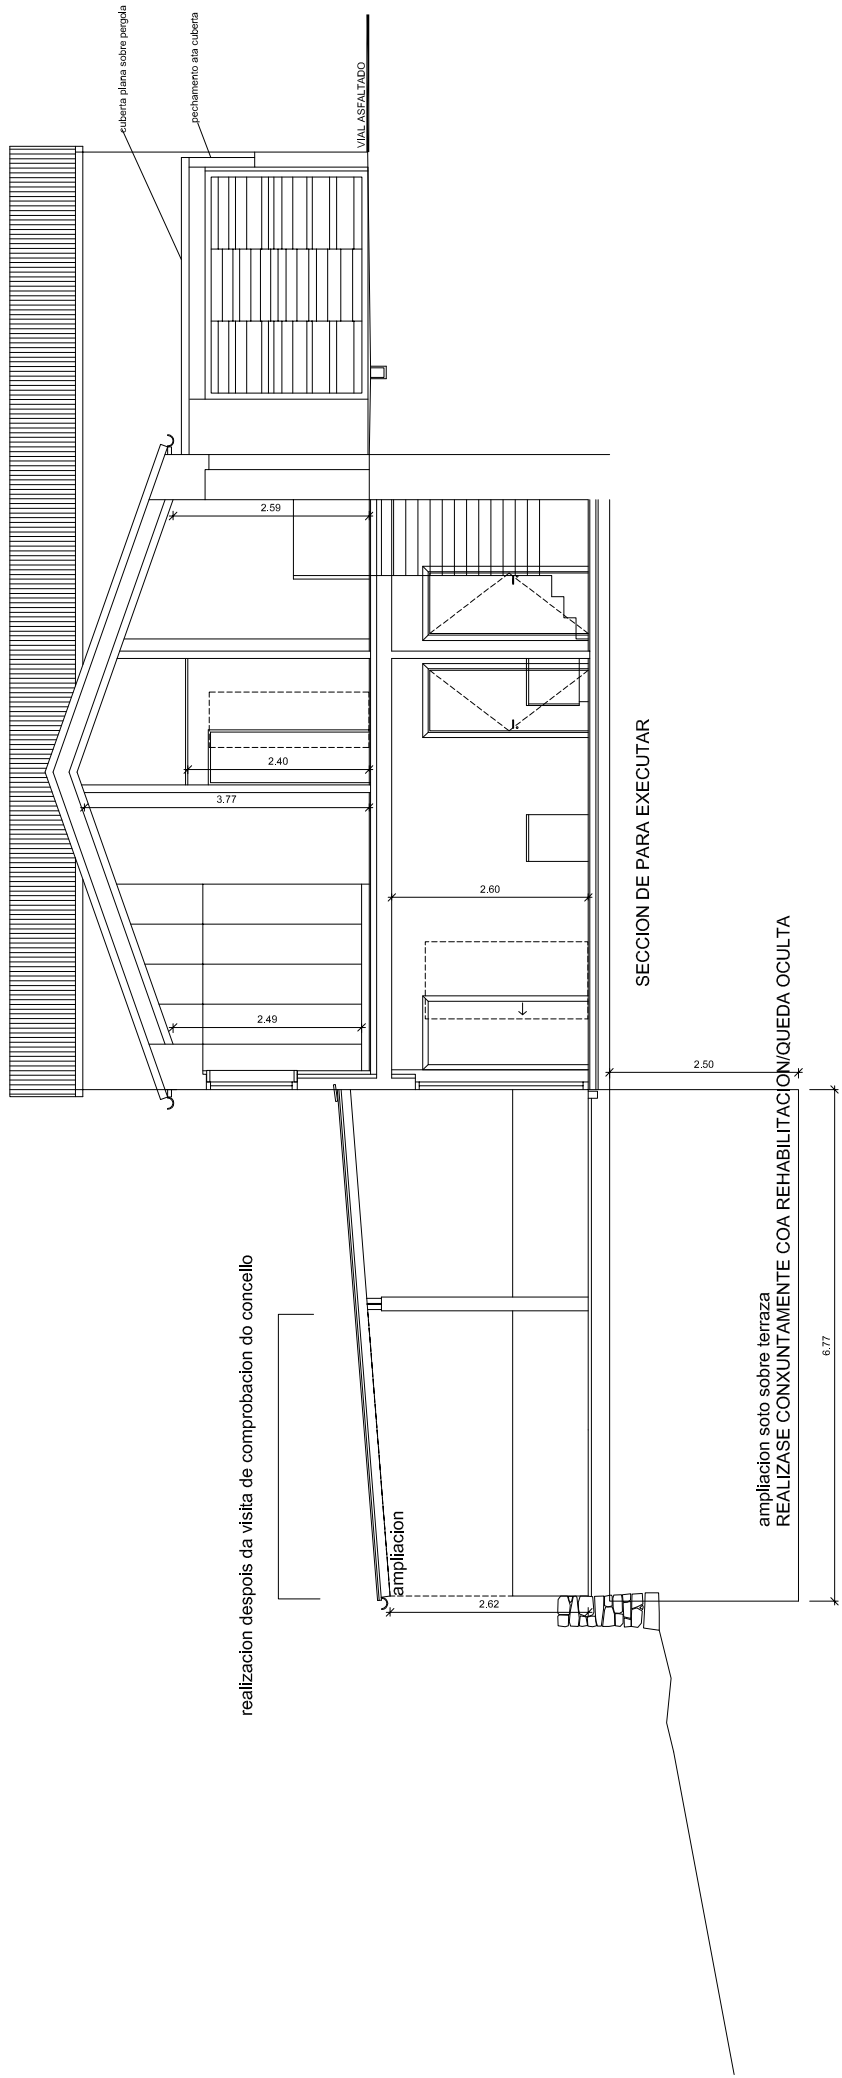 cuberta plana sobre pergola
pechamento ata cuberta
VIAL ASFALTADO
2.59
2.40
3.77
2.60
2.49
2.50
SECCION DE PARA EXECUTAR
realizacion despois da visita de comprobacion do concello
ampliacion
2.62
ampliacion soto sobre terraza
REALIZASE CONXUNTAMENTE COA REHABILITACION/QUEDA OCULTA
6.77